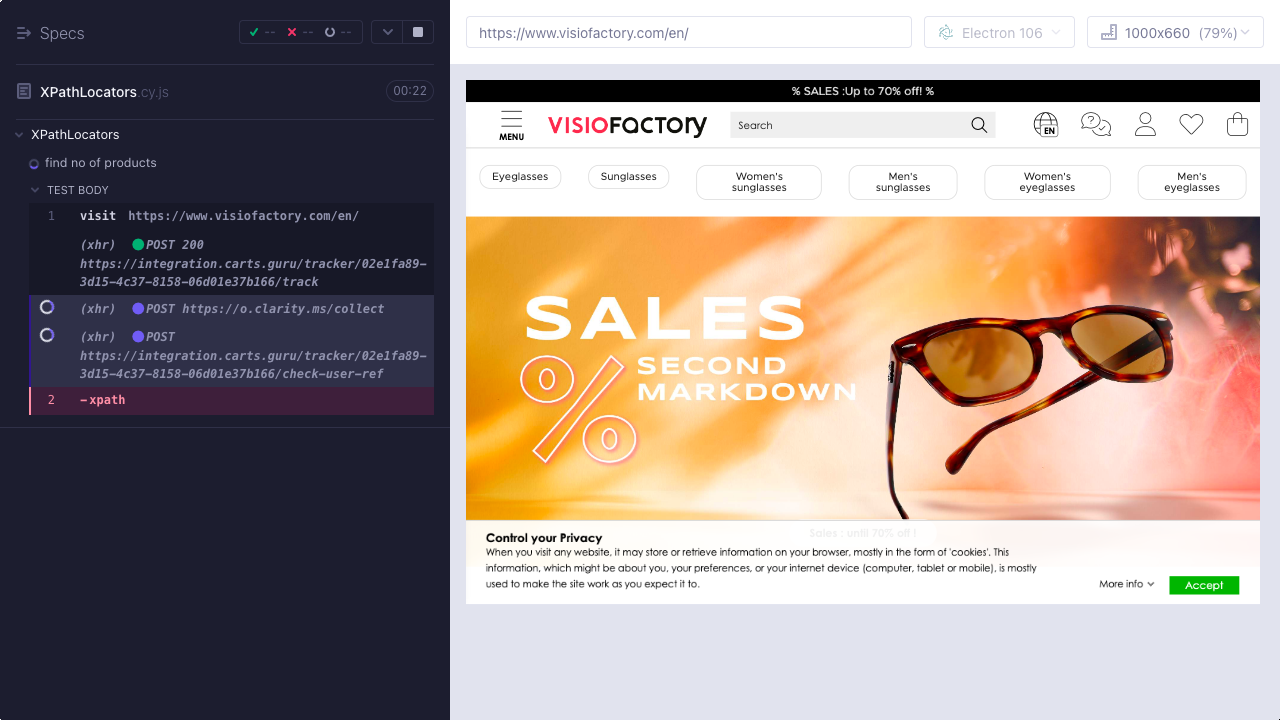 Specs
-- -- --
XPathLocators.cy.js 00:22
XPathLocators
find no of products
TEST BODY
1 visit https://www.visiofactory.com/en/
(xhr) POST 200
https://integration.carts.guru/tracker/02e1fa89-
3d15-4c37-8158-06d01e37b166/track
(xhr) POST https://o.clarity.ms/collect
(xhr) POST
https://integration.carts.guru/tracker/02e1fa89-
3d15-4c37-8158-06d01e37b166/check-user-ref
2 -xpath
https://www.visiofactory.com/en/
Electron 106
1000x660 (79%)
% SALES :Up to 70% off! %
MENU
VISIOFACTORY
Search
EN
Eyeglasses
Sunglasses
Women's
sunglasses
Men's
sunglasses
Women's
eyeglasses
Men's
eyeglasses
SALES
% SECOND
MARKDOWN
Sales : until 70% off !
Control your Privacy
When you visit any website, it may store or retrieve information on your browser, mostly in the form of 'cookies'. This
information, which might be about you, your preferences, or your internet device (computer, tablet or mobile), is mostly
used to make the site work as you expect it to.
More info
Accept